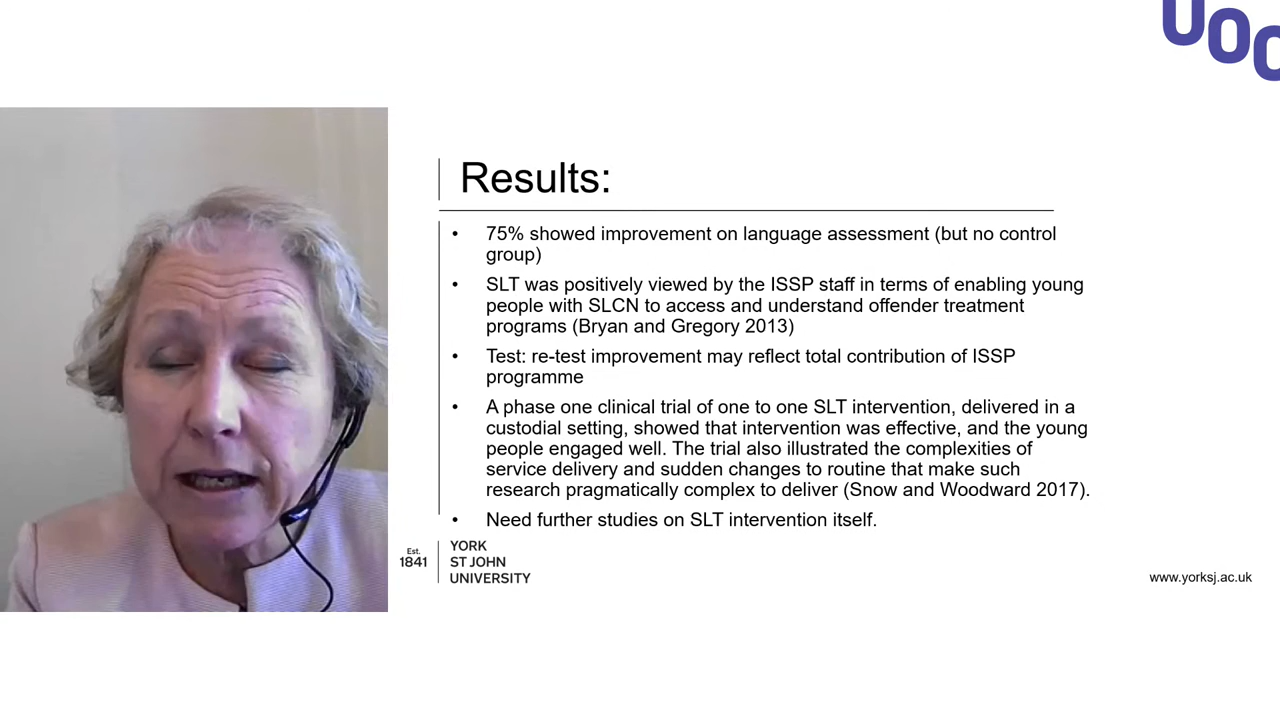 UOC
Results:
• 75% showed improvement on language assessment (but no control
group)
• SLT was positively viewed by the ISSP staff in terms of enabling young
people with SLCN to access and understand offender treatment
programs (Bryan and Gregory 2013)
• Test: re-test improvement may reflect total contribution of ISSP
programme
• A phase one clinical trial of one to one SLT intervention, delivered in a
custodial setting, showed that intervention was effective, and the young
people engaged well. The trial also illustrated the complexities of
service delivery and sudden changes to routine that make such
research pragmatically complex to deliver (Snow and Woodward 2017).
• Need further studies on SLT intervention itself.
Est.
1841
YORK
ST JOHN
UNIVERSITY
www.yorksj.ac.uk